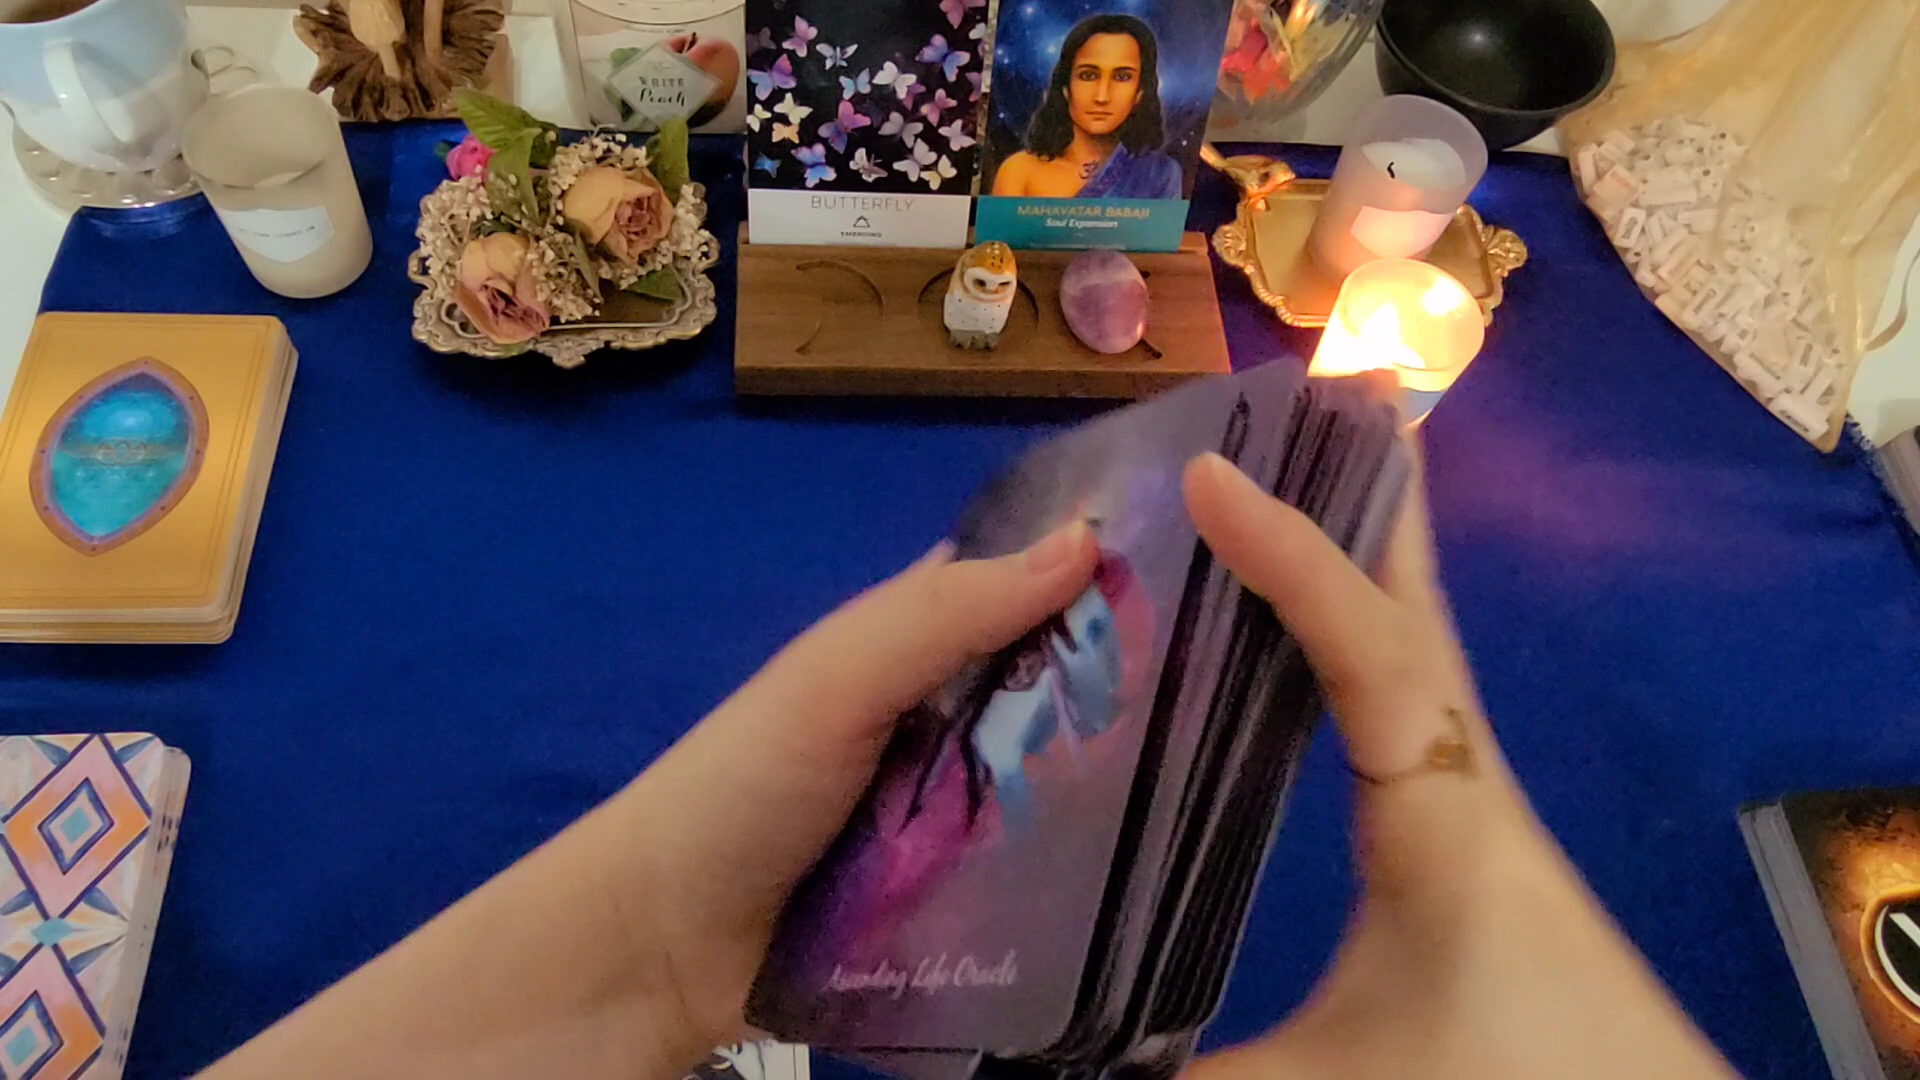 WHITE
Peach
BUTTERFLY
EMERGING
MAHAVATAR BABAJI
Soul Expansion
Ascending Life Oracle